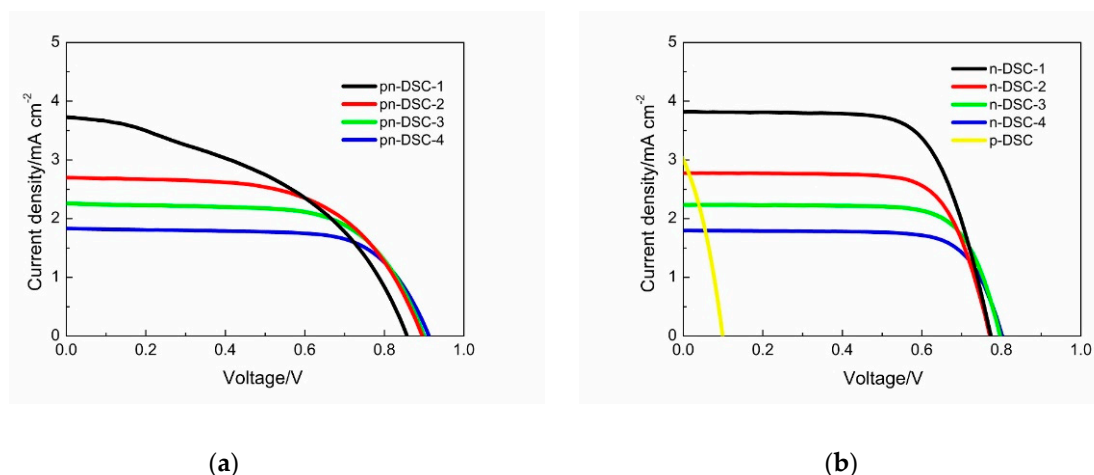 5
4
3
2
1
0
Current density/mA cm-2
pn-DSC-1
pn-DSC-2
pn-DSC-3
pn-DSC-4
0.0 0.2 0.4 0.6 0.8 1.0
Voltage/V
(a)
5
4
3
2
1
0
Current density/mA cm-2
n-DSC-1
n-DSC-2
n-DSC-3
n-DSC-4
p-DSC
0.0 0.2 0.4 0.6 0.8 1.0
Voltage/V
(b)